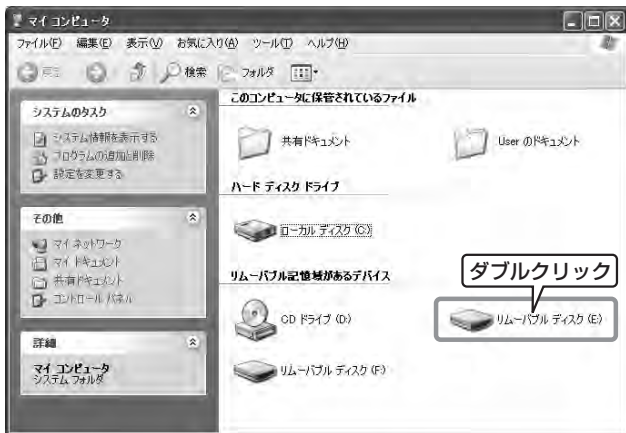 マイ コンピュータ
ファイル(F) 編集(E) 表示(V) お気に入り(A) ツール(T) ヘルプ(H)
戻る 検索 フォルダ
システムのタスク
システム情報を表示する
プログラムの追加と削除
設定を変更する
その他
マイ ネットワーク
マイ ドキュメント
共有ドキュメント
コントロール パネル
詳細
マイ コンピュータ
システム フォルダ
このコンピュータに保管されているファイル
共有ドキュメント
User のドキュメント
ハード ディスク ドライブ
ローカル ディスク (C:)
リムーバブル記憶域があるデバイス
ダブルクリック
CD ドライブ (D:)
リムーバブル ディスク (E:)
リムーバブル ディスク (F:)